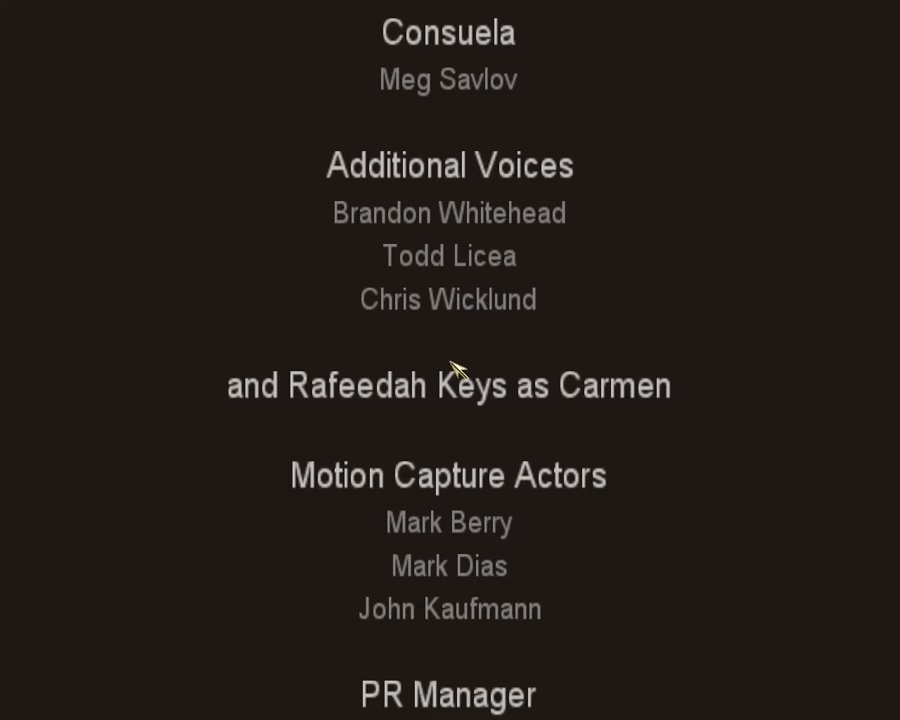 Consuela
Meg Savlov
Additional Voices
Brandon Whitehead
Todd Licea
Chris Wicklund
and Rafeedah Keys as Carmen
Motion Capture Actors
Mark Berry
Mark Dias
John Kaufmann
PR Manager